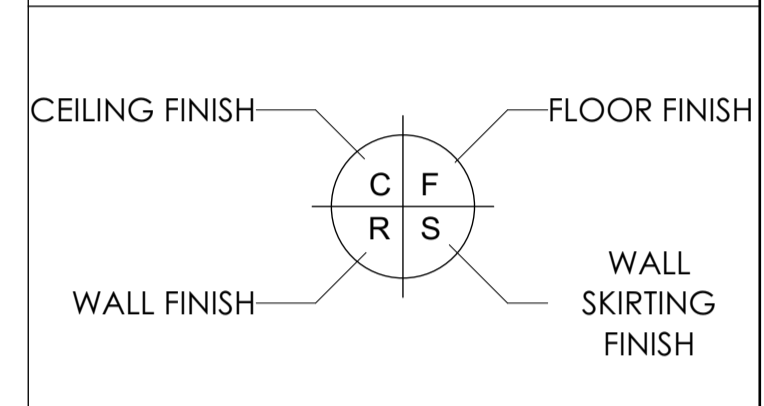 CEILING FINISH
FLOOR FINISH
C F
R S
WALL FINISH
WALL
SKIRTING
FINISH